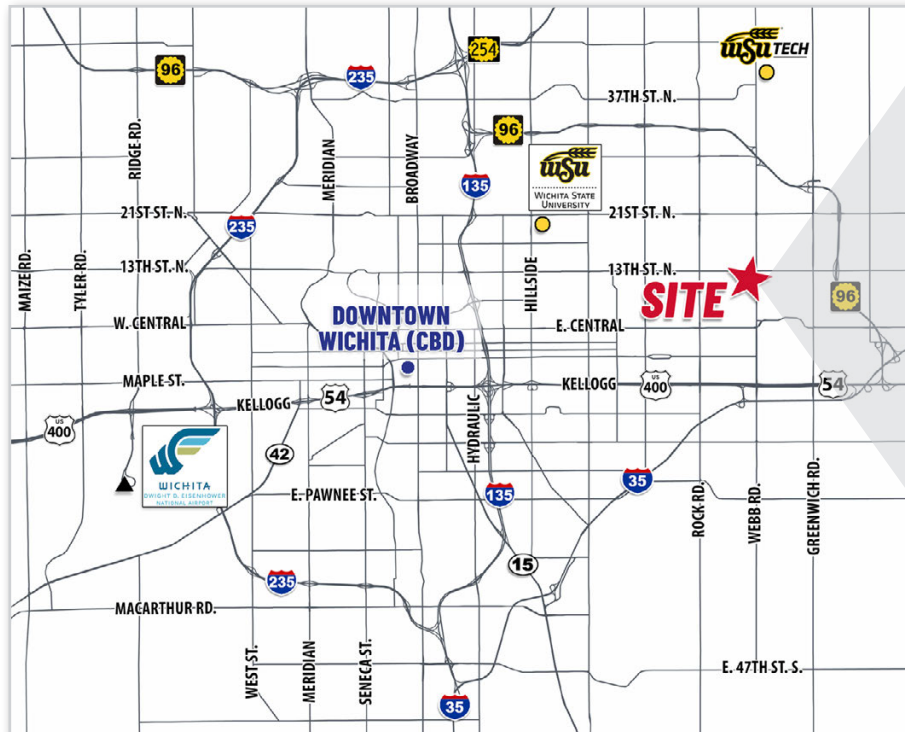 254
WSU TECH
96
235
37TH ST. N.
96
RIDGE RD.
MERIDIAN
BROADWAY
WSU
WICHITA STATE
UNIVERSITY
135
21ST ST. N.
235
21ST ST. N.
MAIZE RD.
TYLER RD.
13TH ST. N.
HILLSIDE
13TH ST. N.
SITE
96
W. CENTRAL
DOWNTOWN
WICHITA (CBD)
E. CENTRAL
MAPLE ST.
KELLOGG
US
400
54
KELLOGG
54
US
400
HYDRAULIC
42
WICHITA
DWIGHT D. EISENHOWER
NATIONAL AIRPORT
E. PAWNEE ST.
135
35
ROCK RD.
WEBB RD.
GREENWICH RD.
15
235
MACARTHUR RD.
WEST ST.
MERIDIAN
SENECA ST.
E. 47TH ST. S.
35